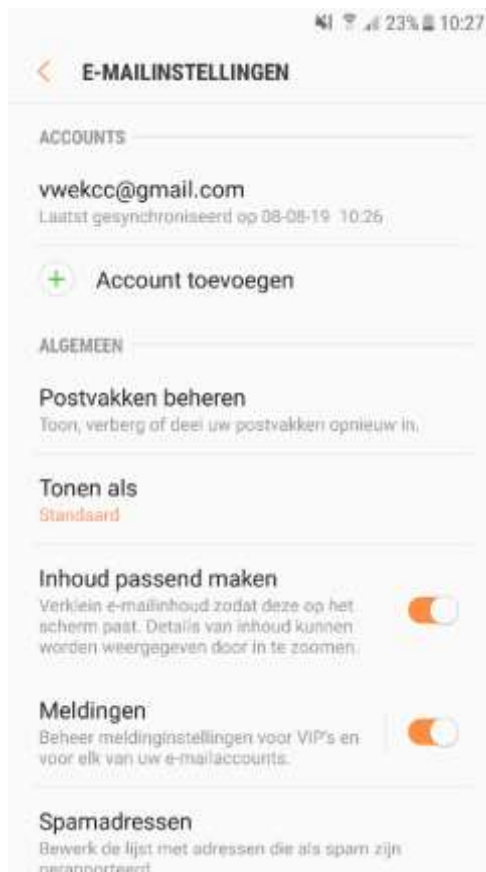 23% 10:27
E-MAILINSTELLINGEN
ACCOUNTS
vwekcc@gmail.com
Laatst gesynchroniseerd op 08-08-19 10:26
Account toevoegen
ALGEMEEN
Postvakken beheren
Toon, verberg of deel uw postvakken opnieuw in.
Tonen als
Standaard
Inhoud passend maken
Verklein e-mailinhoud zodat deze op het
scherm past. Details van inhoud kunnen
worden weergegeven door in te zoomen.
Meldingen
Beheer meldinginstellingen voor VIP's en
voor elk van uw e-mailaccounts.
Spamadressen
Bewerk de lijst met adressen die als spam zijn
gerapporteerd.